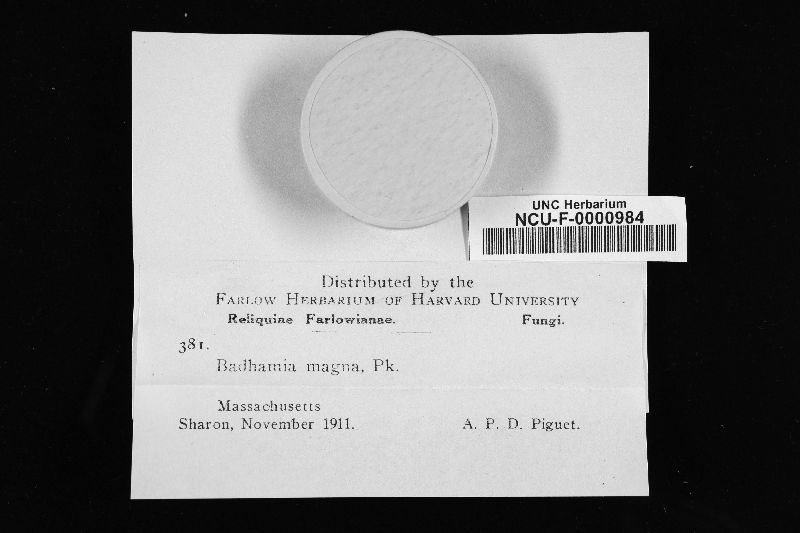 UNC Herbarium
NCU-F-0000984
Distributed by the
FARLOW HERBARIUM OF HARVARD UNIVERSITY
Reliquiae Farlowianae. Fungi.
381.
Badhamia magna, Pk.
Massachusetts
Sharon, November 1911. A. P. D. Piguet.